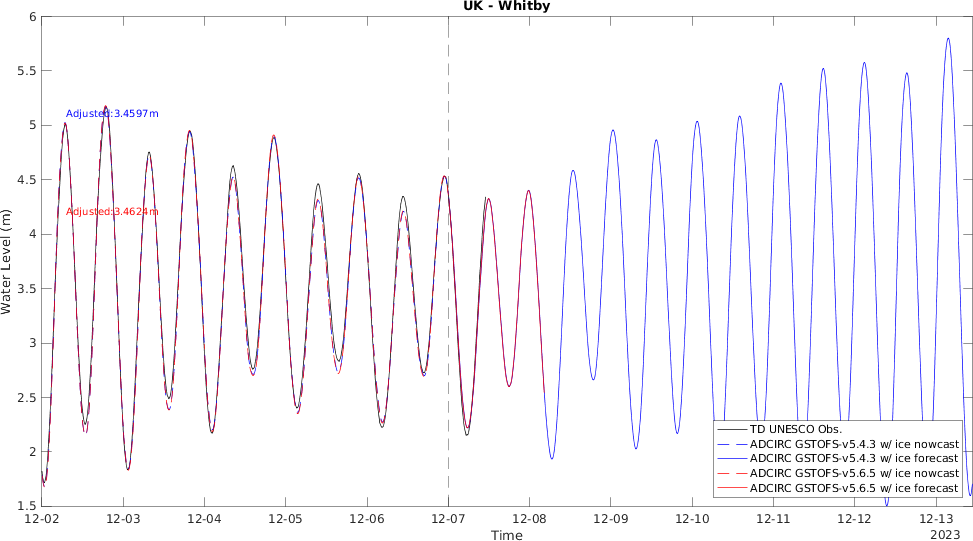 UK - Whitby
6
5.5
5
4.5
4
3.5
3
2.5
2
1.5
Water Level (m)
Adjusted:3.4597m
Adjusted:3.4624m
TD UNESCO Obs.
ADCIRC GSTOFS-v5.4.3 w/ ice nowcast
ADCIRC GSTOFS-v5.4.3 w/ ice forecast
ADCIRC GSTOFS-v5.6.5 w/ ice nowcast
ADCIRC GSTOFS-v5.6.5 w/ ice forecast
12-02 12-03 12-04 12-05 12-06 12-07 12-08 12-09 12-10 12-11 12-12 12-13
Time
2023